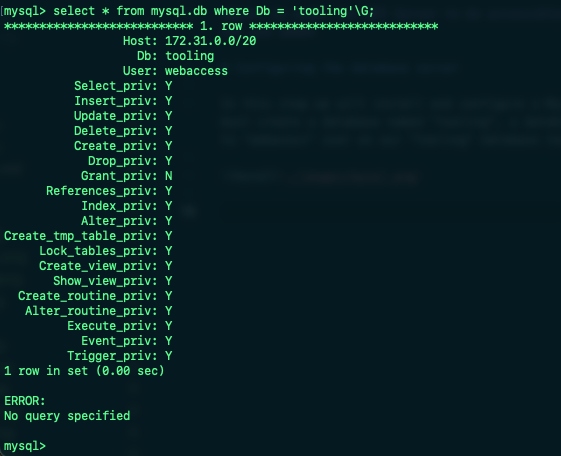 mysql> select * from mysql.db where Db = 'tooling'\G;
*************************** 1. row ***************************
                 Host: 172.31.0.0/20
                   Db: tooling
                 User: webaccess
          Select_priv: Y
          Insert_priv: Y
          Update_priv: Y
          Delete_priv: Y
          Create_priv: Y
            Drop_priv: Y
           Grant_priv: N
      References_priv: Y
           Index_priv: Y
           Alter_priv: Y
Create_tmp_table_priv: Y
     Lock_tables_priv: Y
     Create_view_priv: Y
       Show_view_priv: Y
  Create_routine_priv: Y
   Alter_routine_priv: Y
         Execute_priv: Y
           Event_priv: Y
         Trigger_priv: Y
1 row in set (0.00 sec)

ERROR:
No query specified

mysql>